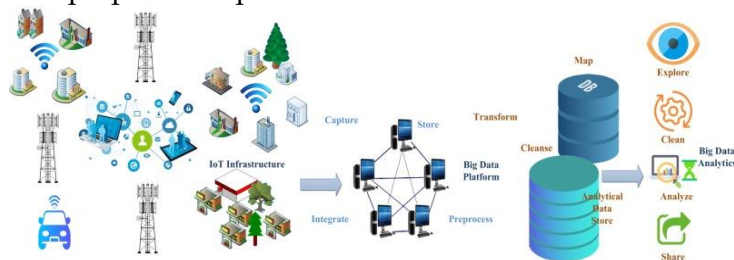 Capture
Store
Transform
Map
DB
Explore
Clean
Cleanse
IoT Infrastructure
Big Data
Platform
Big Data
Analytics
Integrate
Preprocess
Analytical
Data
Store
Analyze
Share